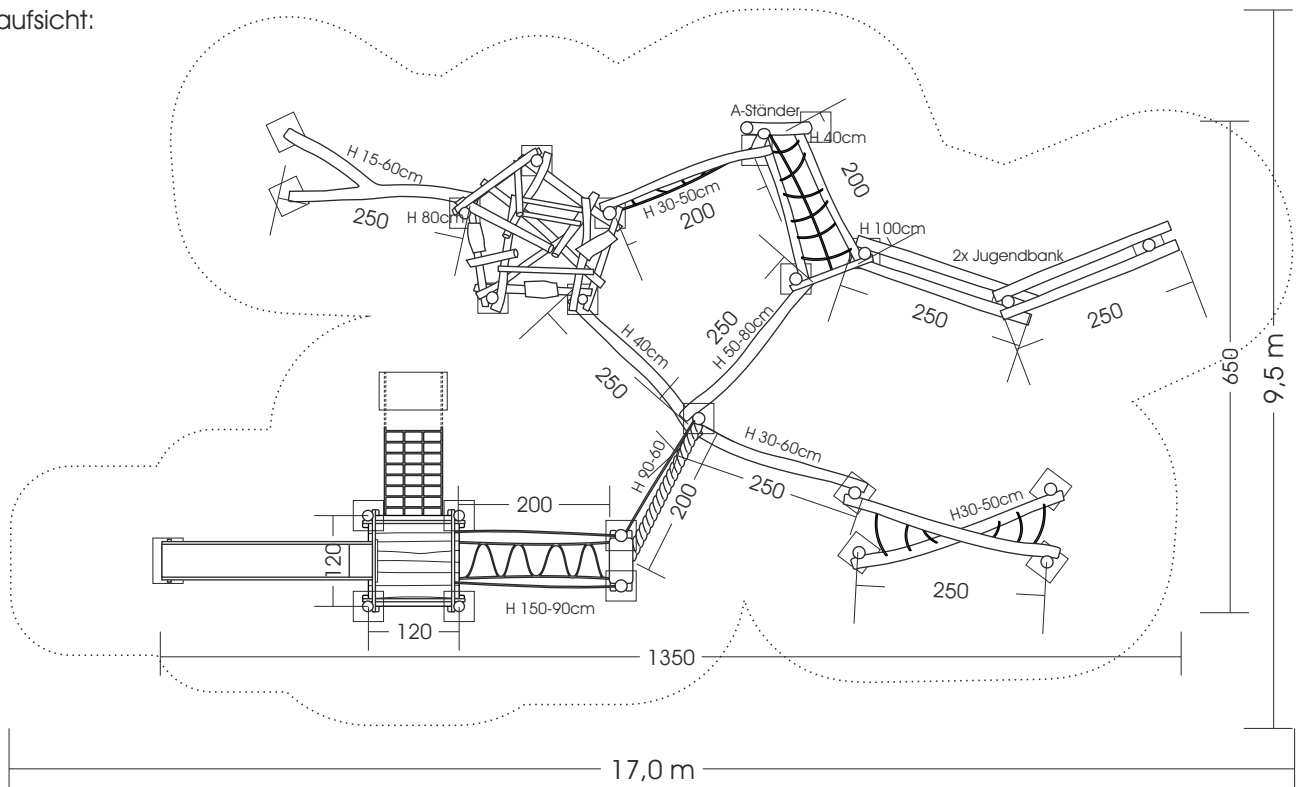 aufsicht:
A-Ständer
H 40cm
H 15-60cm
250
H 80cm
H 30-50cm
200
200
H 100cm
2x Jugendbank
250
250
650
9,5 m
H 40cm
250
250
H 50-80cm
H 90-60
200
H 30-60cm
250
H30-50cm
250
200
120
H 150-90cm
120
1350
17,0 m